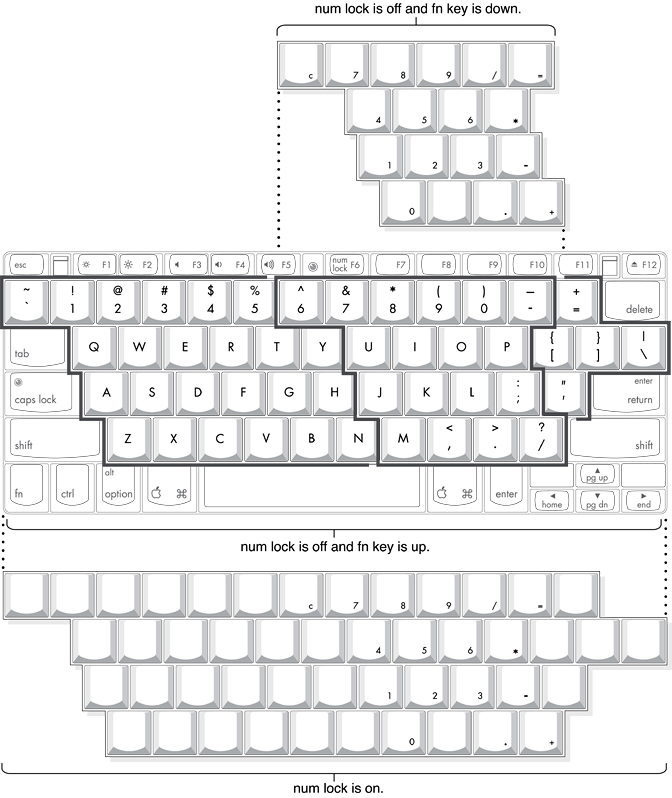 num lock is off and fn key is down.
c 7 8 9 / =
4 5 6 *
1 2 3 -
0 . +
esc F1 F2 F3 F4 F5 num lock F6 F7 F8 F9 F10 F11 F12
~ ! @ # $ % ^ & * ( ) — +
` 1 2 3 4 5 6 7 8 9 0 - = delete
tab Q W E R T Y U I O P { [ } ] | \
caps lock A S D F G H J K L : ; " ' enter return
shift Z X C V B N M < , > . ? / shift
fn ctrl alt option ⌘ ⌘ enter home pg up pg dn end
num lock is off and fn key is up.
c 7 8 9 / =
4 5 6 *
1 2 3 -
0 . +
num lock is on.